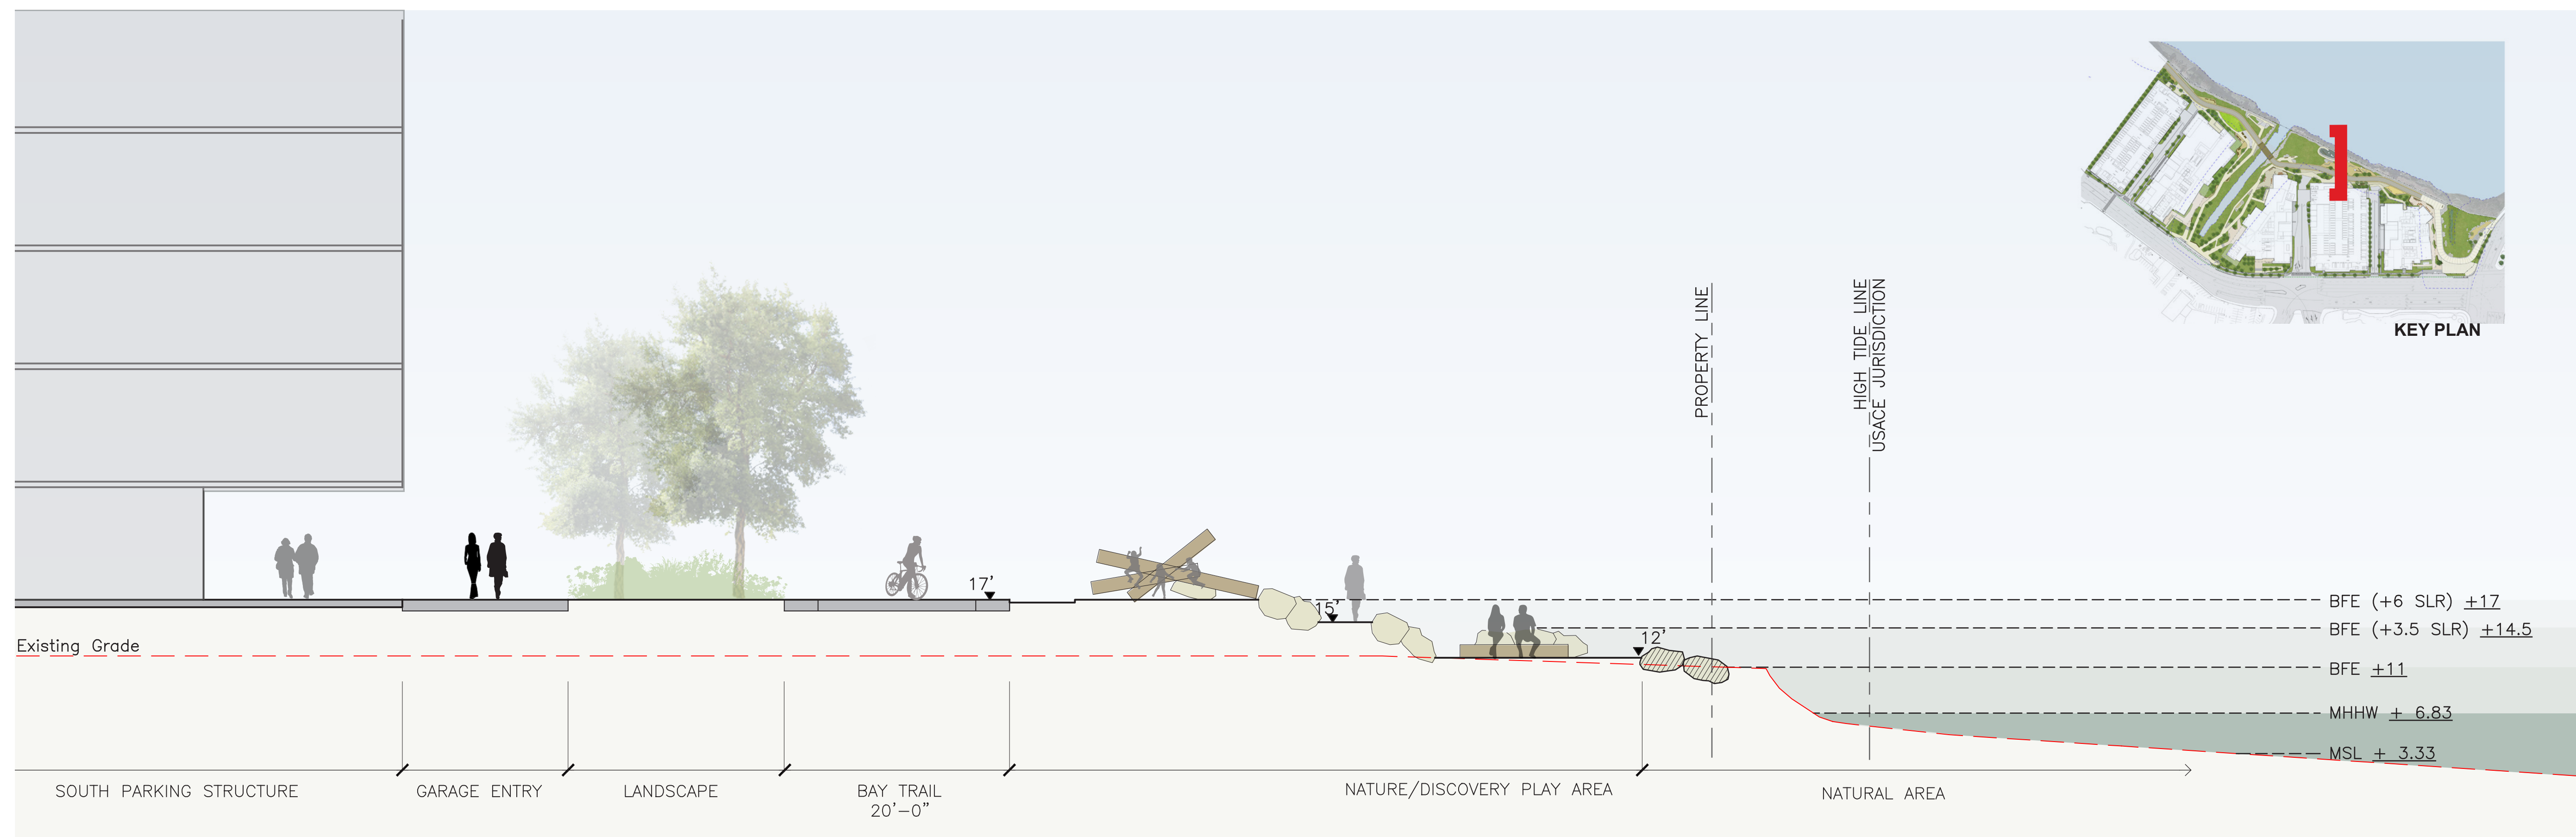 KEY PLAN
PROPERTY LINE
HIGH TIDE LINE
USACE JURISDICTION
17'
15'
12'
Existing Grade
BFE (+6 SLR) +17
BFE (+3.5 SLR) +14.5
BFE +11
MHHW + 6.83
MSL + 3.33
SOUTH PARKING STRUCTURE
GARAGE ENTRY
LANDSCAPE
BAY TRAIL
20'-0"
NATURE/DISCOVERY PLAY AREA
NATURAL AREA